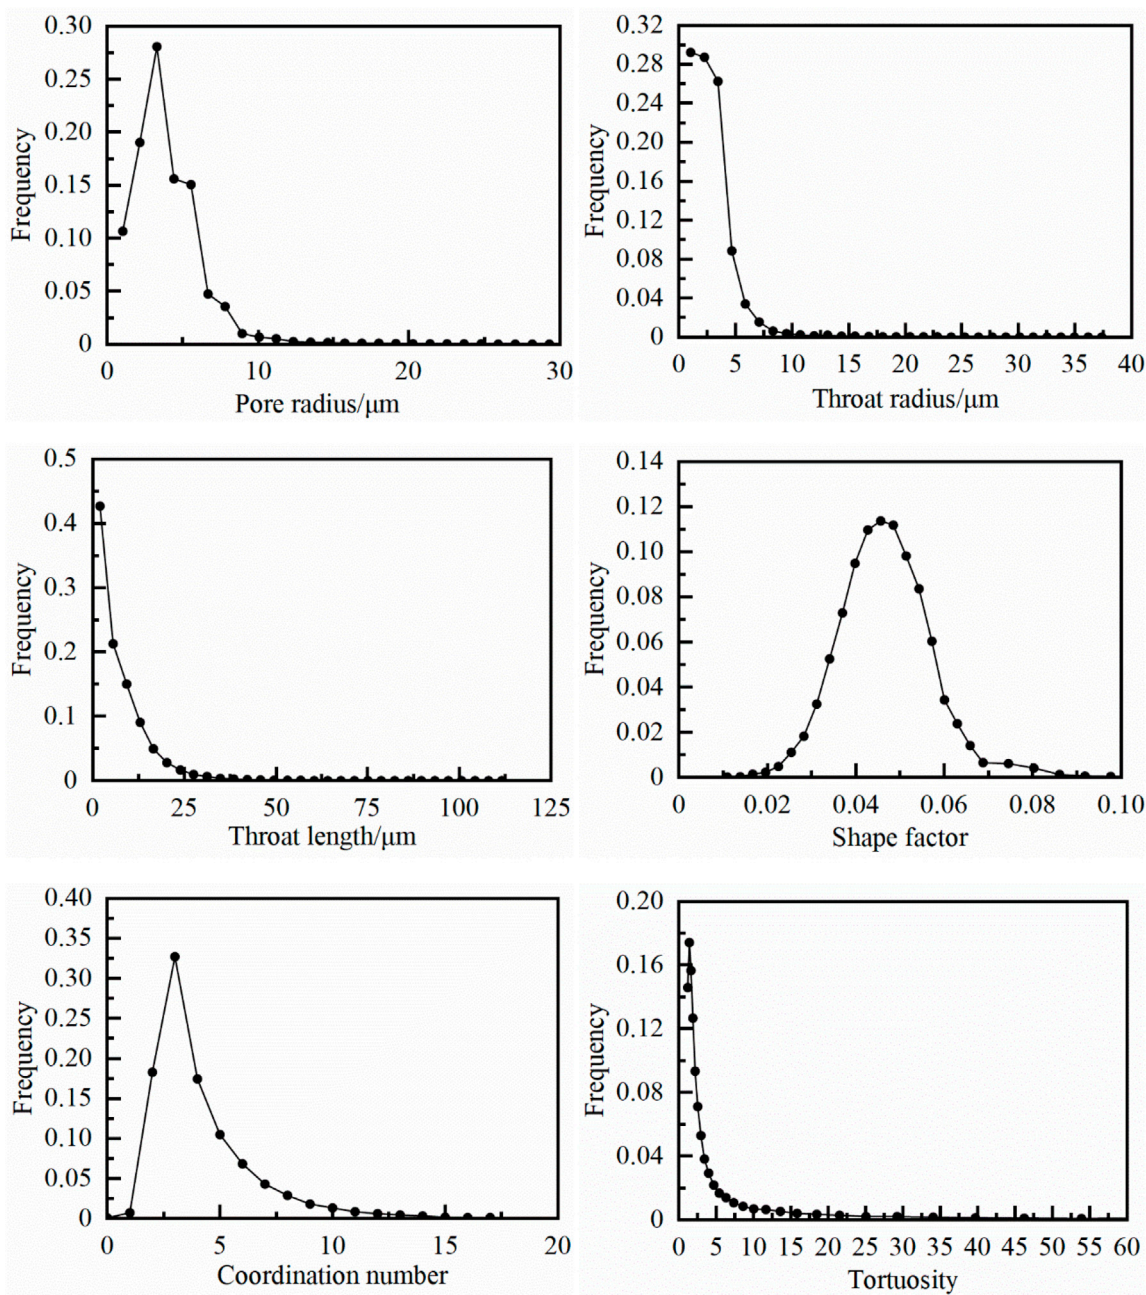 0.30
0.25
0.20
0.15
0.10
0.05
0
Frequency
0 10 20 30
Pore radius/μm
0.32
0.28
0.24
0.20
0.16
0.12
0.08
0.04
0
Frequency
0 5 10 15 20 25 30 35 40
Throat radius/μm
0.5
0.4
0.3
0.2
0.1
0
Frequency
0 25 50 75 100 125
Throat length/μm
0.14
0.12
0.10
0.08
0.06
0.04
0.02
0
Frequency
0 0.02 0.04 0.06 0.08 0.10
Shape factor
0.40
0.35
0.30
0.25
0.20
0.15
0.10
0.05
0
Frequency
0 5 10 15 20
Coordination number
0.20
0.16
0.12
0.08
0.04
0
Frequency
0 5 10 15 20 25 30 35 40 45 50 55 60
Tortuosity